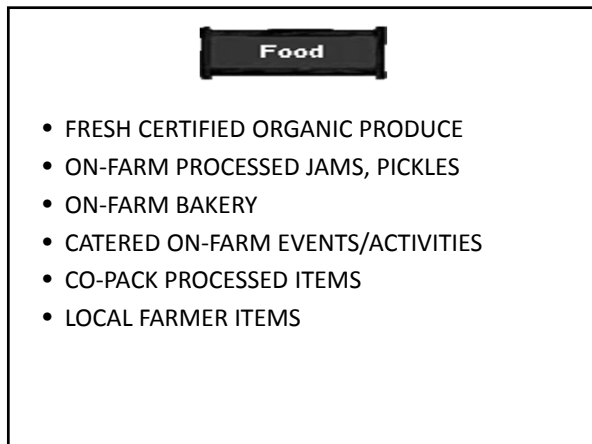 Food
• FRESH CERTIFIED ORGANIC PRODUCE
• ON-FARM PROCESSED JAMS, PICKLES
• ON-FARM BAKERY
• CATERED ON-FARM EVENTS/ACTIVITIES
• CO-PACK PROCESSED ITEMS
• LOCAL FARMER ITEMS